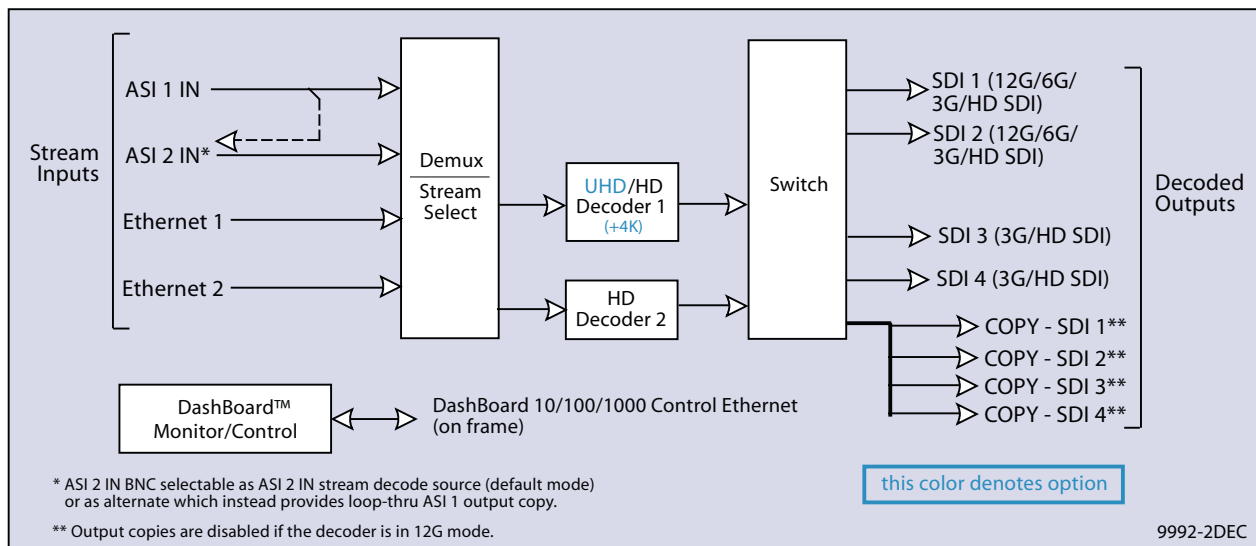 Stream
Inputs
ASI 1 IN
ASI 2 IN*
Ethernet 1
Ethernet 2
Demux
Stream
Select
UHD/HD
Decoder 1
(+4K)
HD
Decoder 2
Switch
SDI 1 (12G/6G/
3G/HD SDI)
SDI 2 (12G/6G/
3G/HD SDI)
SDI 3 (3G/HD SDI)
SDI 4 (3G/HD SDI)
COPY - SDI 1**
COPY - SDI 2**
COPY - SDI 3**
COPY - SDI 4**
Decoded
Outputs
DashBoard™
Monitor/Control
DashBoard 10/100/1000 Control Ethernet
(on frame)
* ASI 2 IN BNC selectable as ASI 2 IN stream decode source (default mode)
or as alternate which instead provides loop-thru ASI 1 output copy.
** Output copies are disabled if the decoder is in 12G mode.
this color denotes option
9992-2DEC